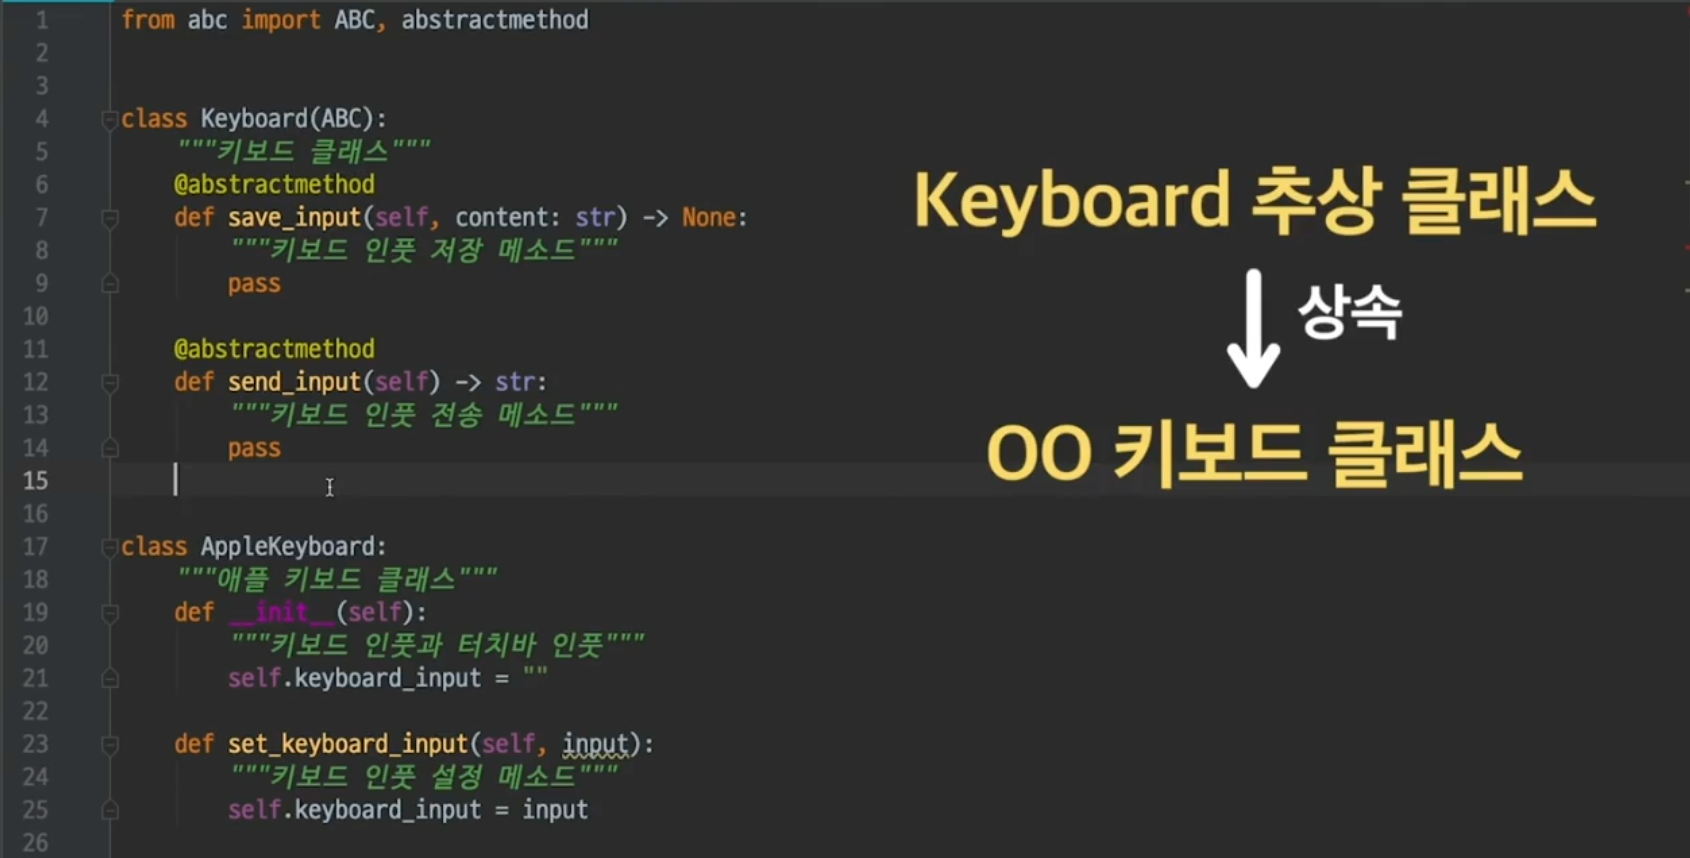 1 from abc import ABC, abstractmethod
2
3
4 class Keyboard(ABC):
5 """키보드 클래스"""
6 @abstractmethod
7 def save_input(self, content: str) -> None:
8 """키보드 인풋 저장 메소드"""
9 pass
10
11 @abstractmethod
12 def send_input(self) -> str:
13 """키보드 인풋 전송 메소드"""
14 pass
15
16
17 class AppleKeyboard:
18 """애플 키보드 클래스"""
19 def __init__(self):
20 """키보드 인풋과 터치바 인풋"""
21 self.keyboard_input = ""
22
23 def set_keyboard_input(self, input):
24 """키보드 인풋 설정 메소드"""
25 self.keyboard_input = input
26
Keyboard 추상 클래스
상속
OO 키보드 클래스